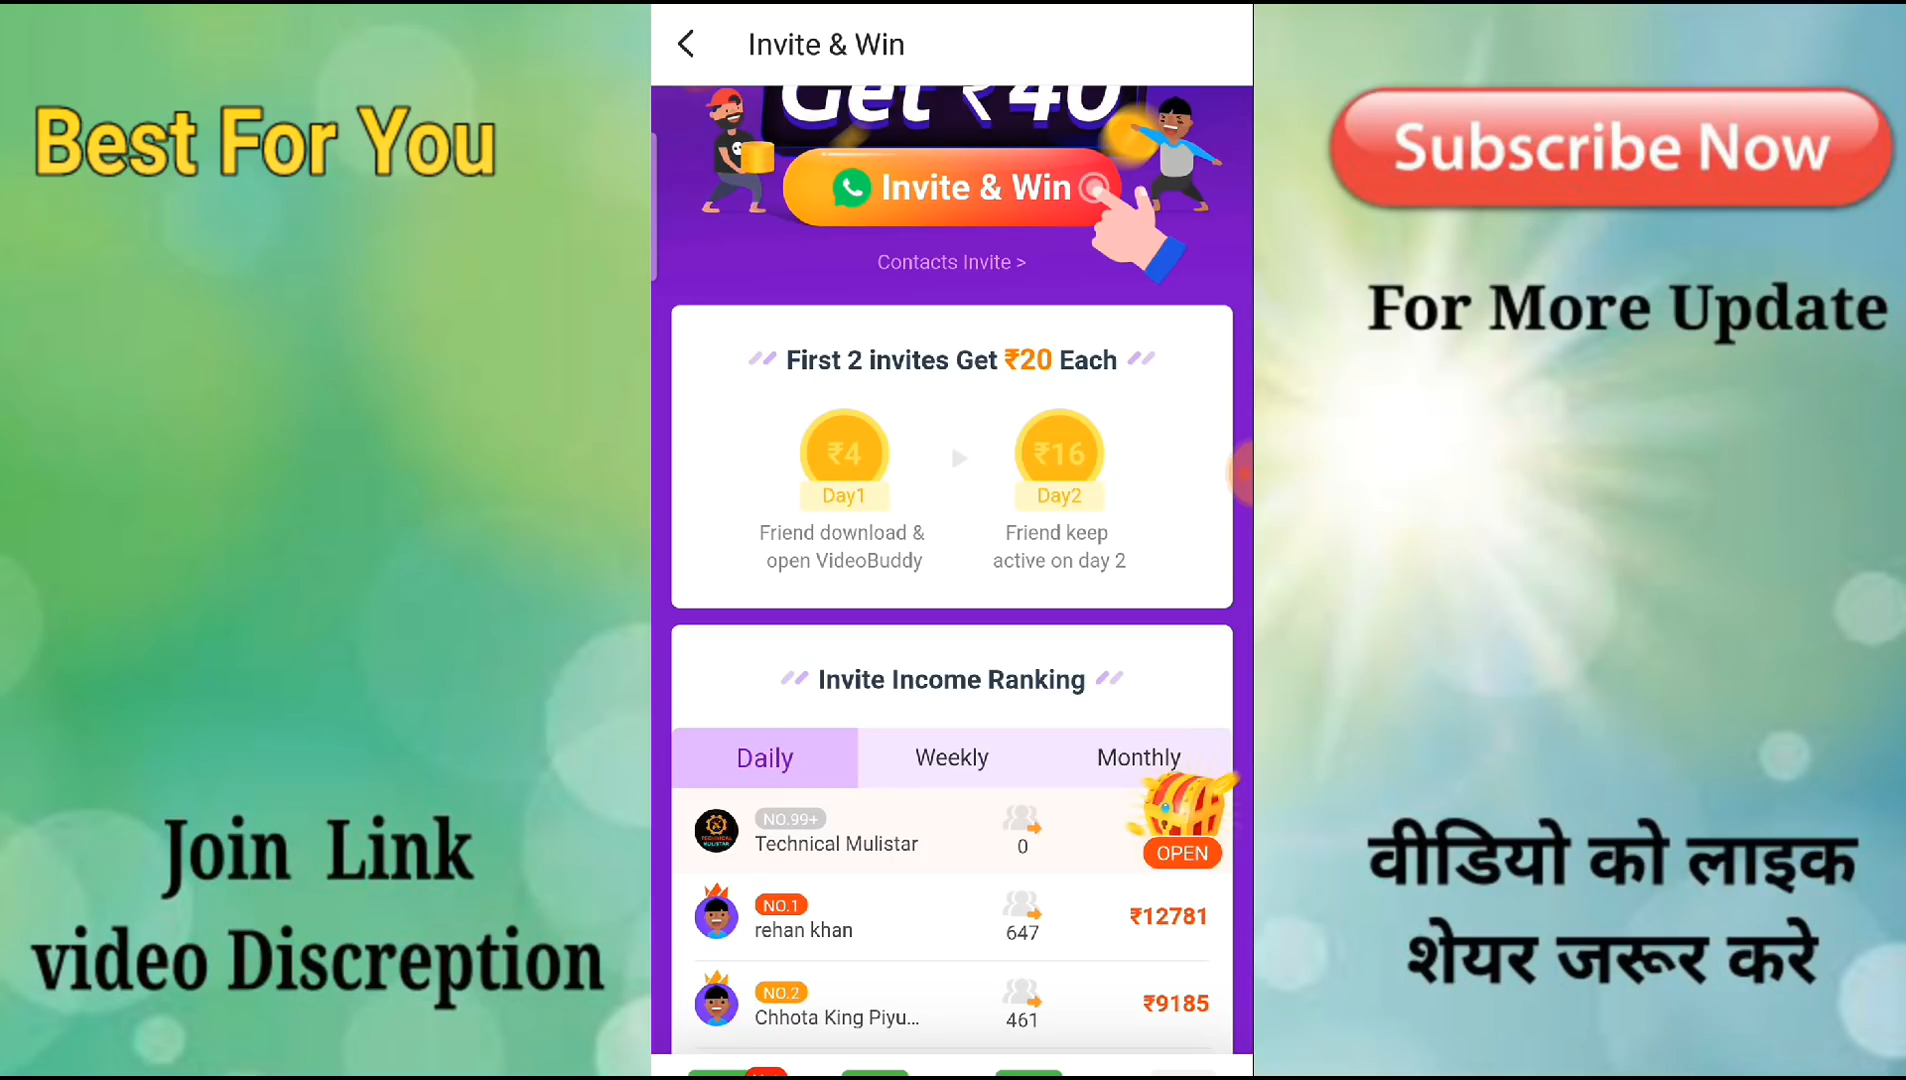 Invite & Win
Best For You
Get ₹40
Subscribe Now
Invite & Win
Contacts Invite >
For More Update
First 2 invites Get ₹20 Each
₹4
₹16
Day1
Day2
Friend download &
open VideoBuddy
Friend keep
active on day 2
Invite Income Ranking
Daily
Weekly
Monthly
NO.99+
Technical Mulistar
0
OPEN
NO.1
rehan khan
647
₹12781
NO.2
Chhota King Piyu...
461
₹9185
Join Link
video Discreption
वीडियो को लाइक
शेयर जरूर करे